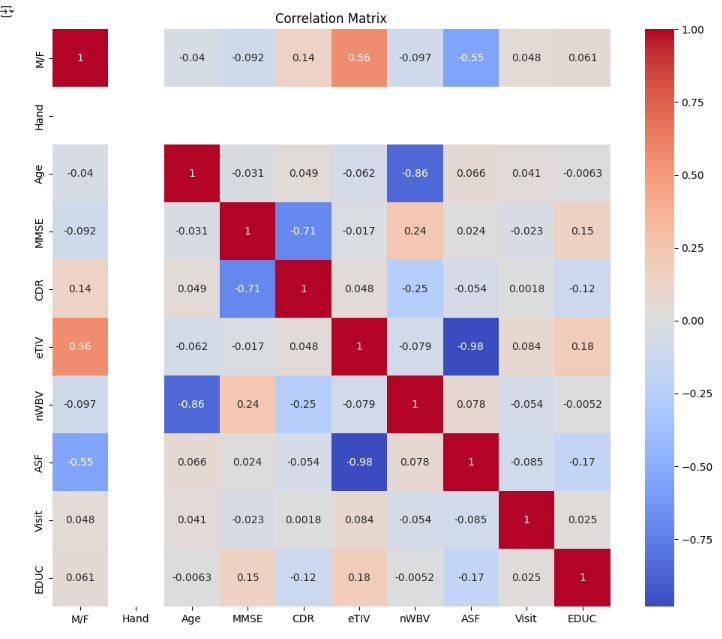 Correlation Matrix
M/F 1 -0.04 -0.092 0.14 0.56 -0.097 -0.55 0.048 0.061
Hand
Age -0.04 1 -0.031 0.049 -0.062 -0.86 0.066 0.041 -0.0063
MMSE -0.092 -0.031 1 -0.71 -0.017 0.24 0.024 -0.023 0.15
CDR 0.14 0.049 -0.71 1 0.048 -0.25 -0.054 0.0018 -0.12
eTIV 0.56 -0.062 -0.017 0.048 1 -0.079 -0.98 0.084 0.18
nWBV -0.097 -0.86 0.24 -0.25 -0.079 1 0.078 -0.054 -0.0052
ASF -0.55 0.066 0.024 -0.054 -0.98 0.078 1 -0.085 -0.17
Visit 0.048 0.041 -0.023 0.0018 0.084 -0.054 -0.085 1 0.025
EDUC 0.061 -0.0063 0.15 -0.12 0.18 -0.0052 -0.17 0.025 1
M/F Hand Age MMSE CDR eTIV nWBV ASF Visit EDUC
1.00
0.75
0.50
0.25
0.00
−0.25
−0.50
−0.75